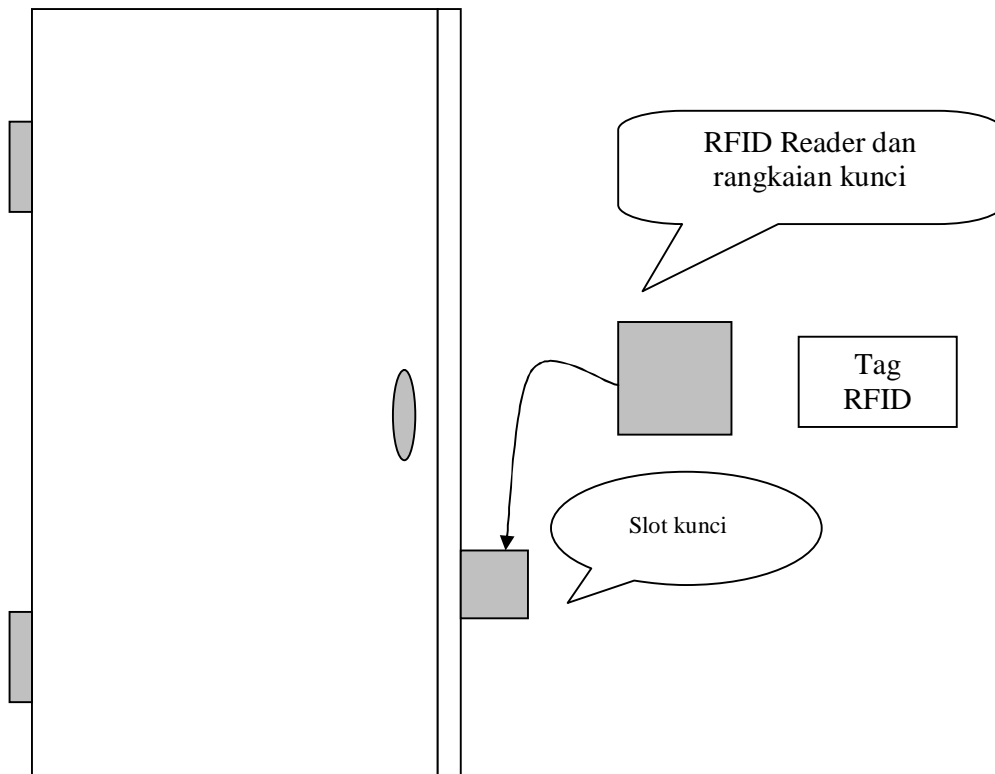 RFID Reader dan
rangkaian kunci
Tag
RFID
Slot kunci